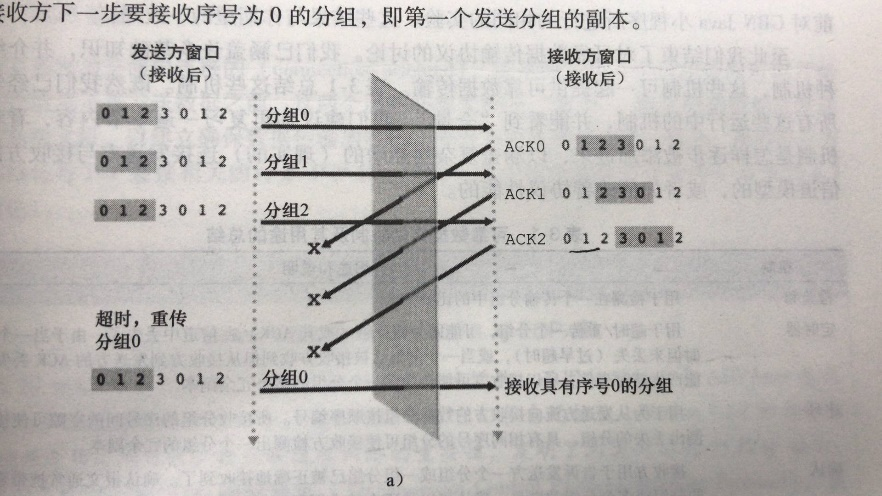 接收方下一步要接收序号为 0 的分组，即第一个发送分组的副本。
发送方窗口
（接收后）
接收方窗口
（接收后）
0 1 2 3 0 1 2
分组0
ACK0 0 1 2 3 0 1 2
0 1 2 3 0 1 2
分组1
ACK1 0 1 2 3 0 1 2
0 1 2 3 0 1 2
分组2
ACK2 0 1 2 3 0 1 2
x
x
x
超时，重传
分组0
0 1 2 3 0 1 2
分组0
接收具有序号0的分组
a）